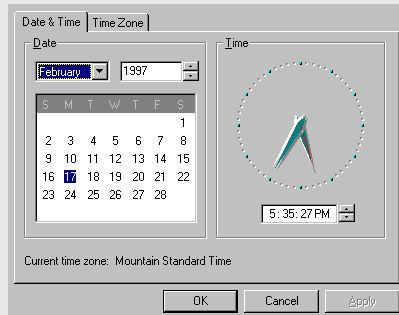 Date & Time
Time Zone
Date
Time
February
1997
S M T W T F S
1
2 3 4 5 6 7 8
9 10 11 12 13 14 15
16 17 18 19 20 21 22
23 24 25 26 27 28
5:35:27 PM
Current time zone: Mountain Standard Time
OK
Cancel
Apply